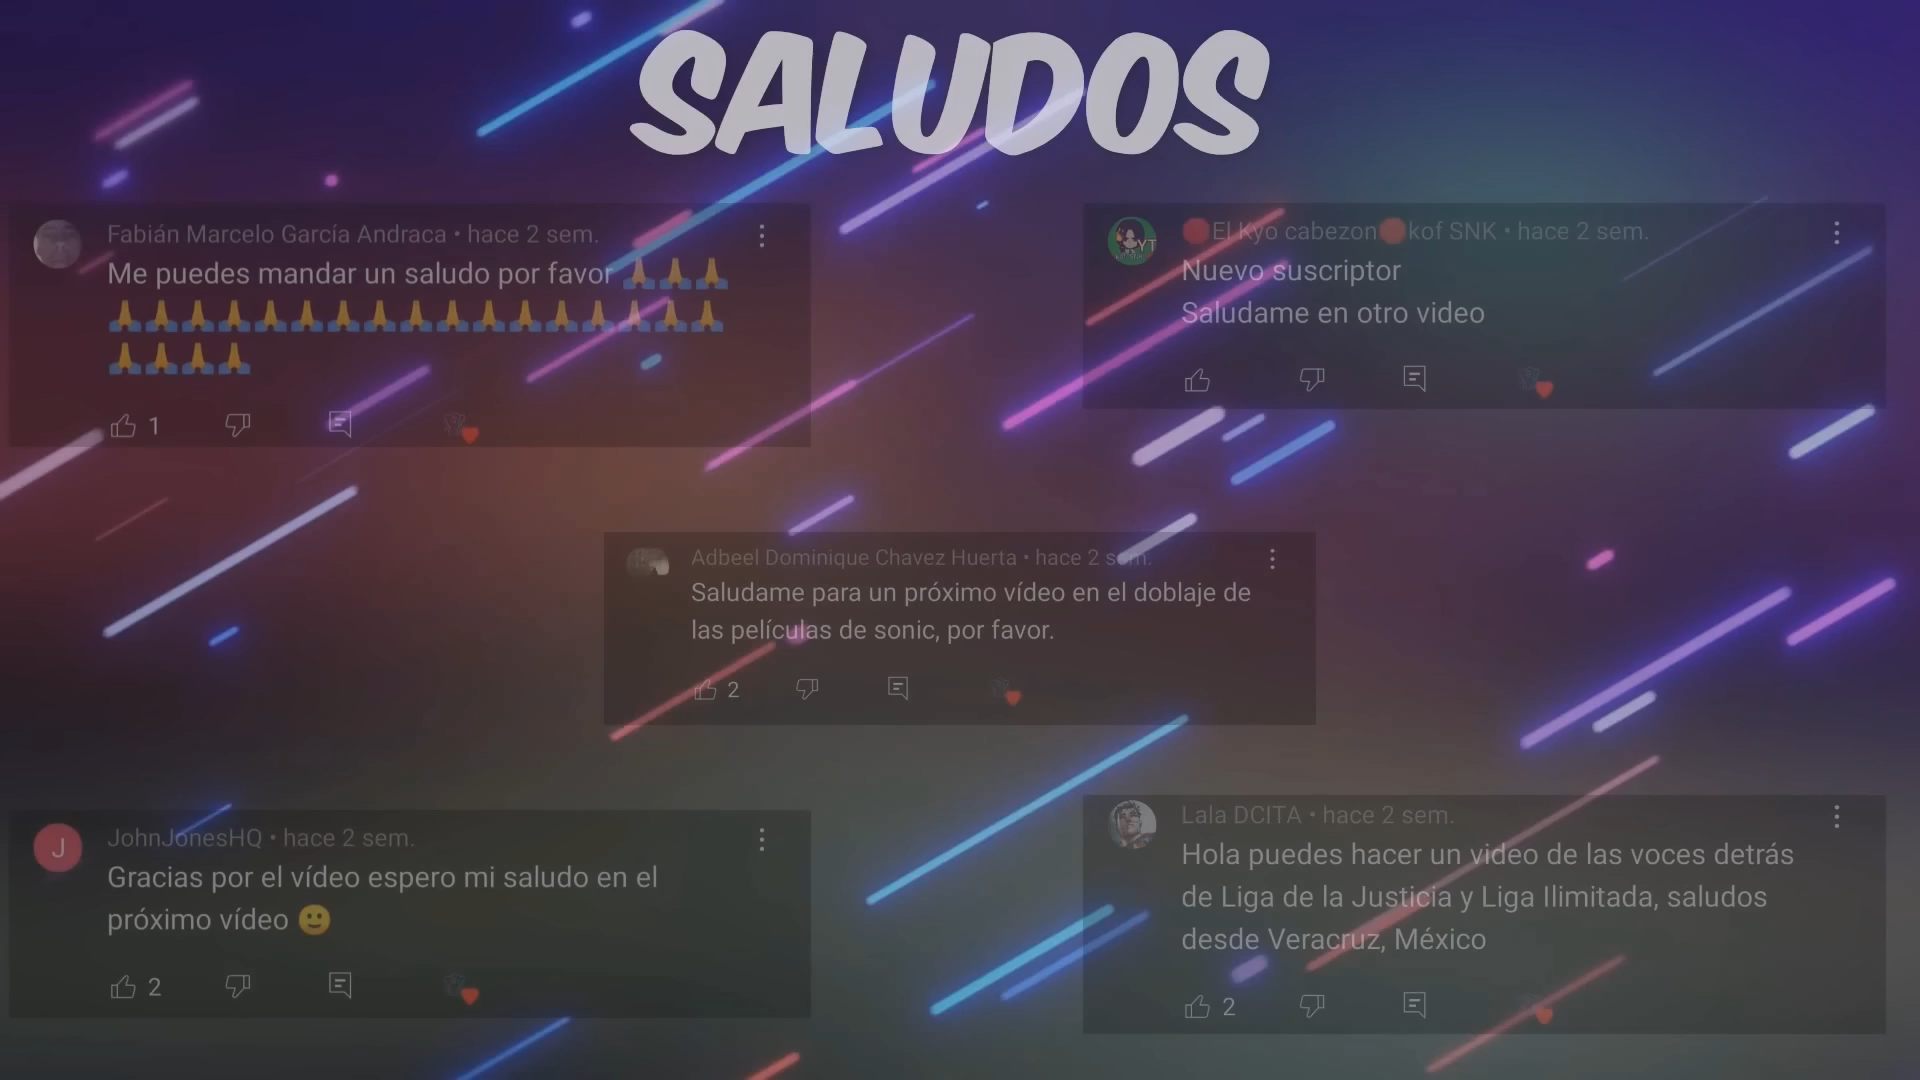 SALUDOS
Fabián Marcelo García Andraca • hace 2 sem.
Me puedes mandar un saludo por favor 🙏🙏🙏
🙏🙏🙏🙏🙏🙏🙏🙏🙏🙏🙏🙏🙏🙏🙏🙏🙏
🙏🙏🙏🙏
1
🔴El Kyo cabezon🔴kof SNK • hace 2 sem.
YT
Nuevo suscriptor
Saludame en otro video
Adbeel Dominique Chavez Huerta • hace 2 sem.
Saludame para un próximo vídeo en el doblaje de
las películas de sonic, por favor.
2
J
JohnJonesHQ • hace 2 sem.
Gracias por el vídeo espero mi saludo en el
próximo vídeo 🙂
2
Lala DCITA • hace 2 sem.
Hola puedes hacer un video de las voces detrás
de Liga de la Justicia y Liga Ilimitada, saludos
desde Veracruz, México
2